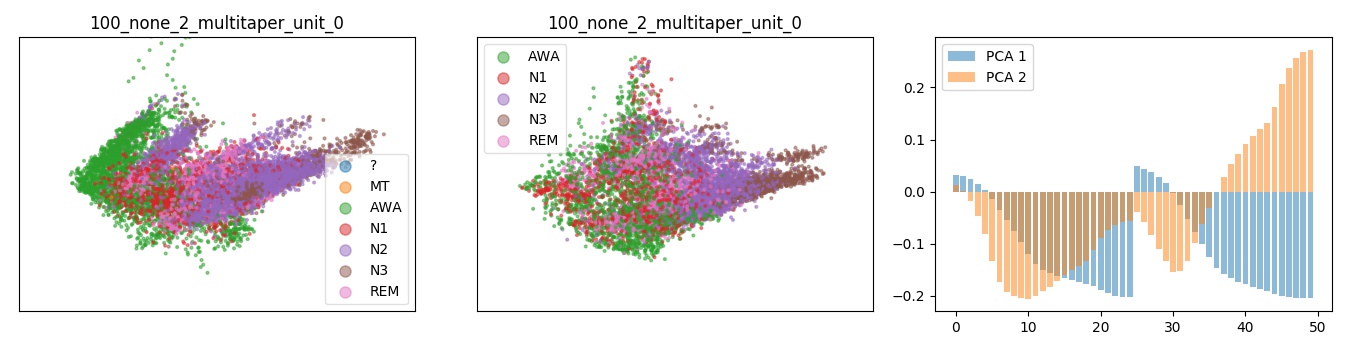 100_none_2_multitaper_unit_0
?
MT
AWA
N1
N2
N3
REM
100_none_2_multitaper_unit_0
AWA
N1
N2
N3
REM
PCA 1
PCA 2
0.2
0.1
0.0
−0.1
−0.2
0 10 20 30 40 50